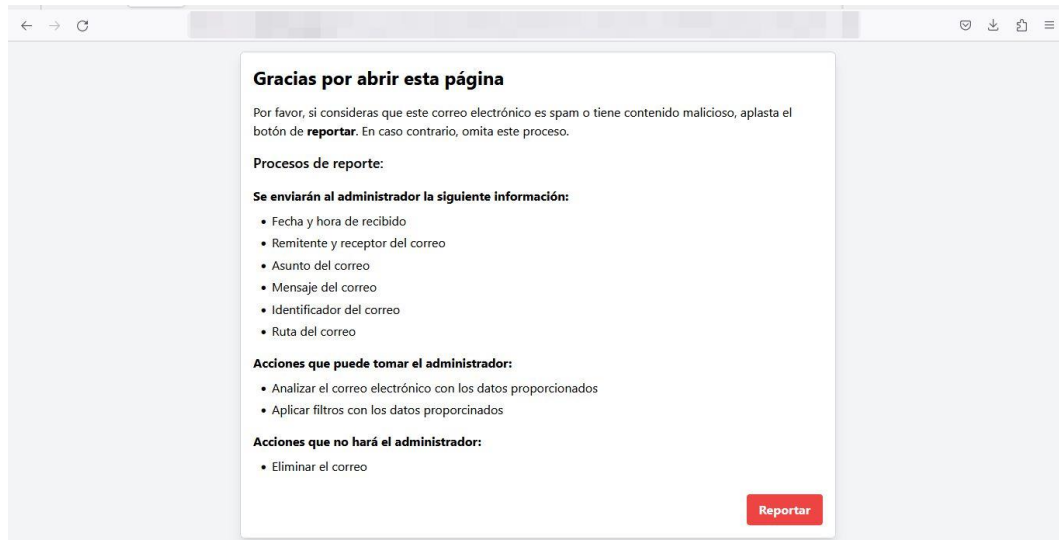 Gracias por abrir esta página
Por favor, si consideras que este correo electrónico es spam o tiene contenido malicioso, aplasta el
botón de reportar. En caso contrario, omita este proceso.
Procesos de reporte:
Se enviarán al administrador la siguiente información:
• Fecha y hora de recibido
• Remitente y receptor del correo
• Asunto del correo
• Mensaje del correo
• Identificador del correo
• Ruta del correo
Acciones que puede tomar el administrador:
• Analizar el correo electrónico con los datos proporcionados
• Aplicar filtros con los datos proporcinados
Acciones que no hará el administrador:
• Eliminar el correo
Reportar